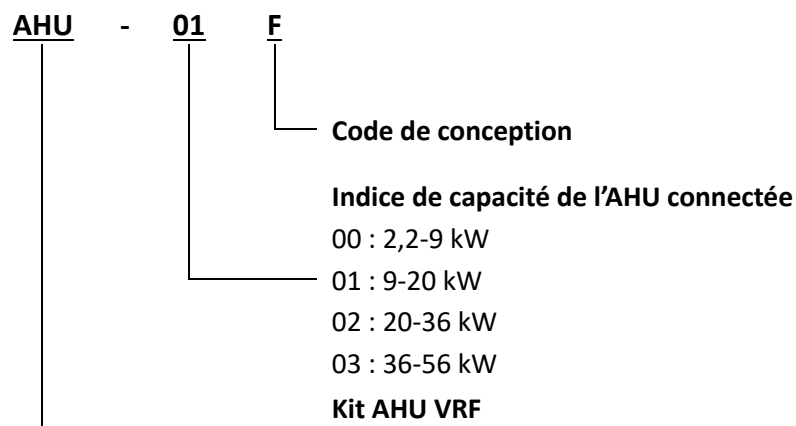 AHU - 01 F
Code de conception
Indice de capacité de l’AHU connectée
00 : 2,2-9 kW
01 : 9-20 kW
02 : 20-36 kW
03 : 36-56 kW
Kit AHU VRF